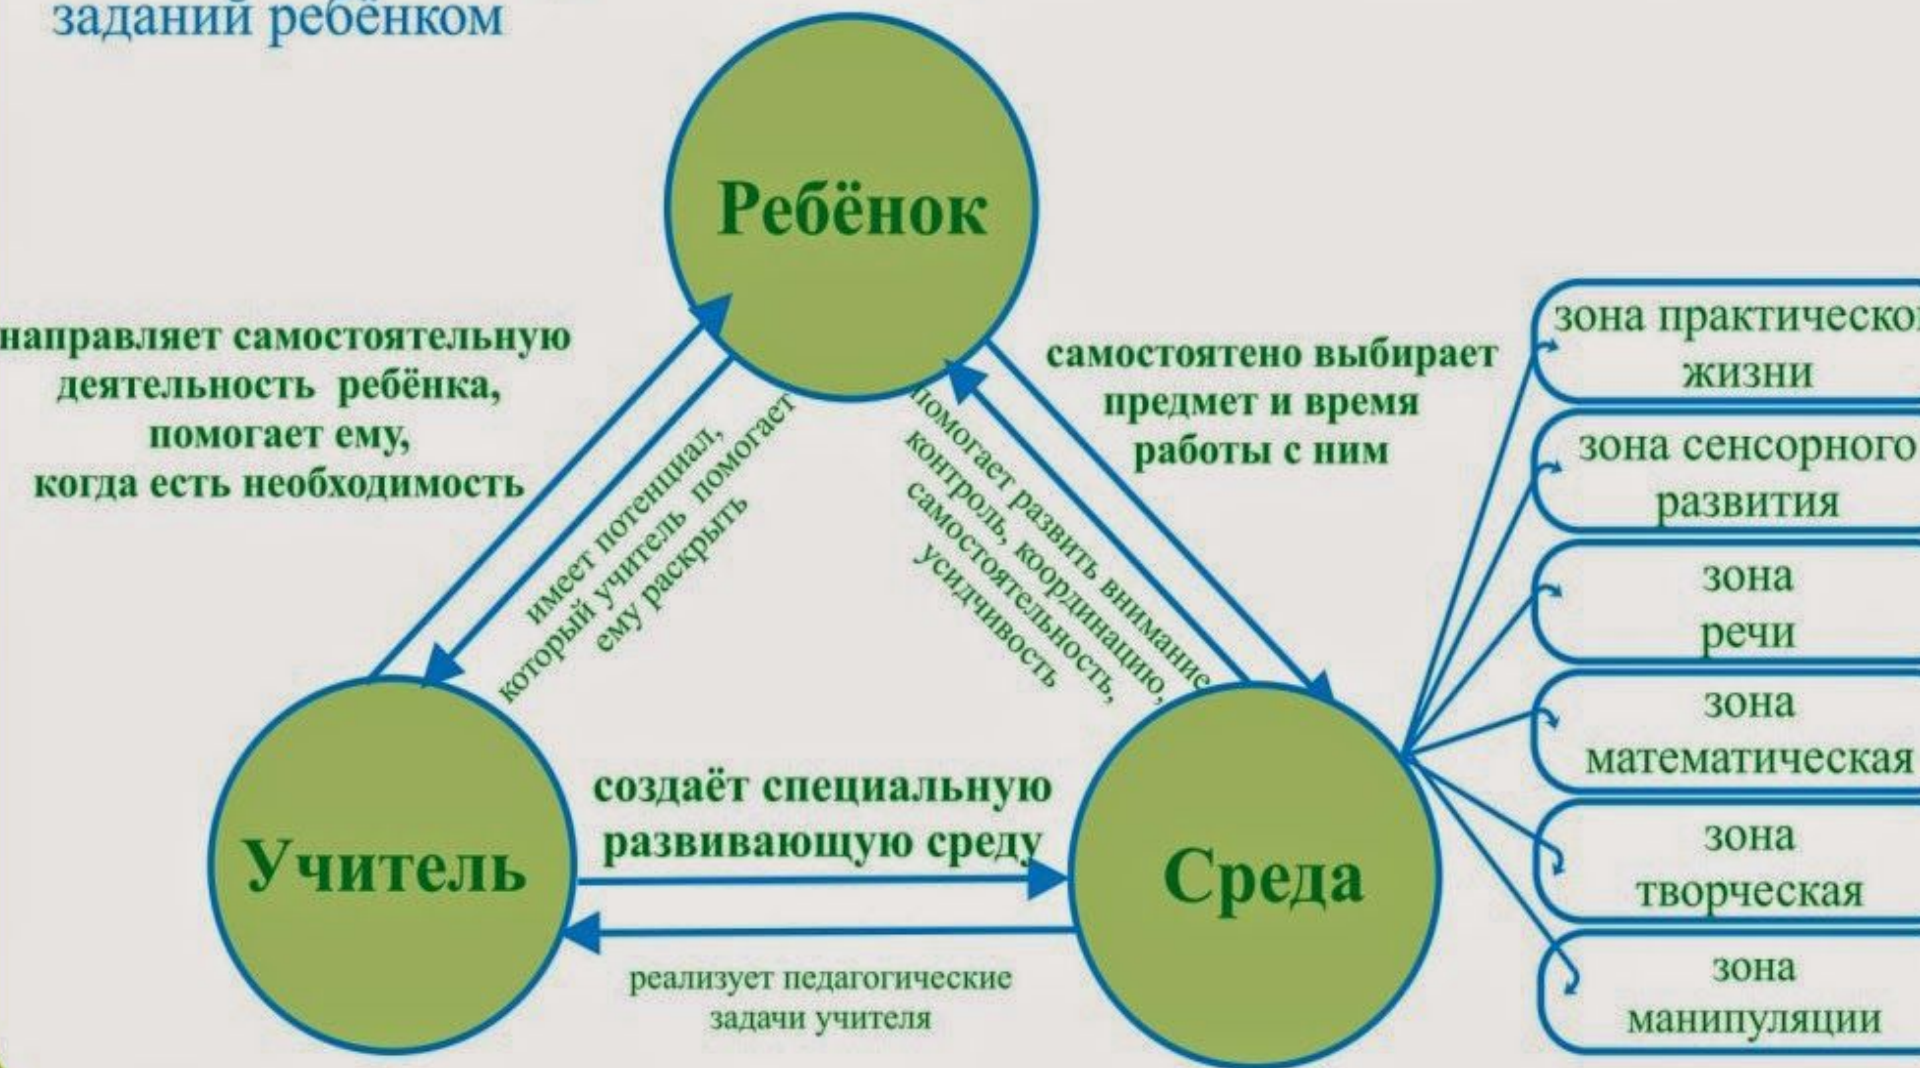 заданий ребёнком
Ребёнок
направляет самостоятельную
деятельность ребёнка,
помогает ему,
когда есть необходимость
имеет потенциал,
который учитель помогает
ему раскрыть
помогает развить внимание,
контроль, координацию,
самостоятельность,
усидчивость
самостоятено выбирает
предмет и время
работы с ним
Учитель
создаёт специальную
развивающую среду
реализует педагогические
задачи учителя
Среда
зона практическо
жизни
зона сенсорного
развития
зона
речи
зона
математическая
зона
творческая
зона
манипуляции